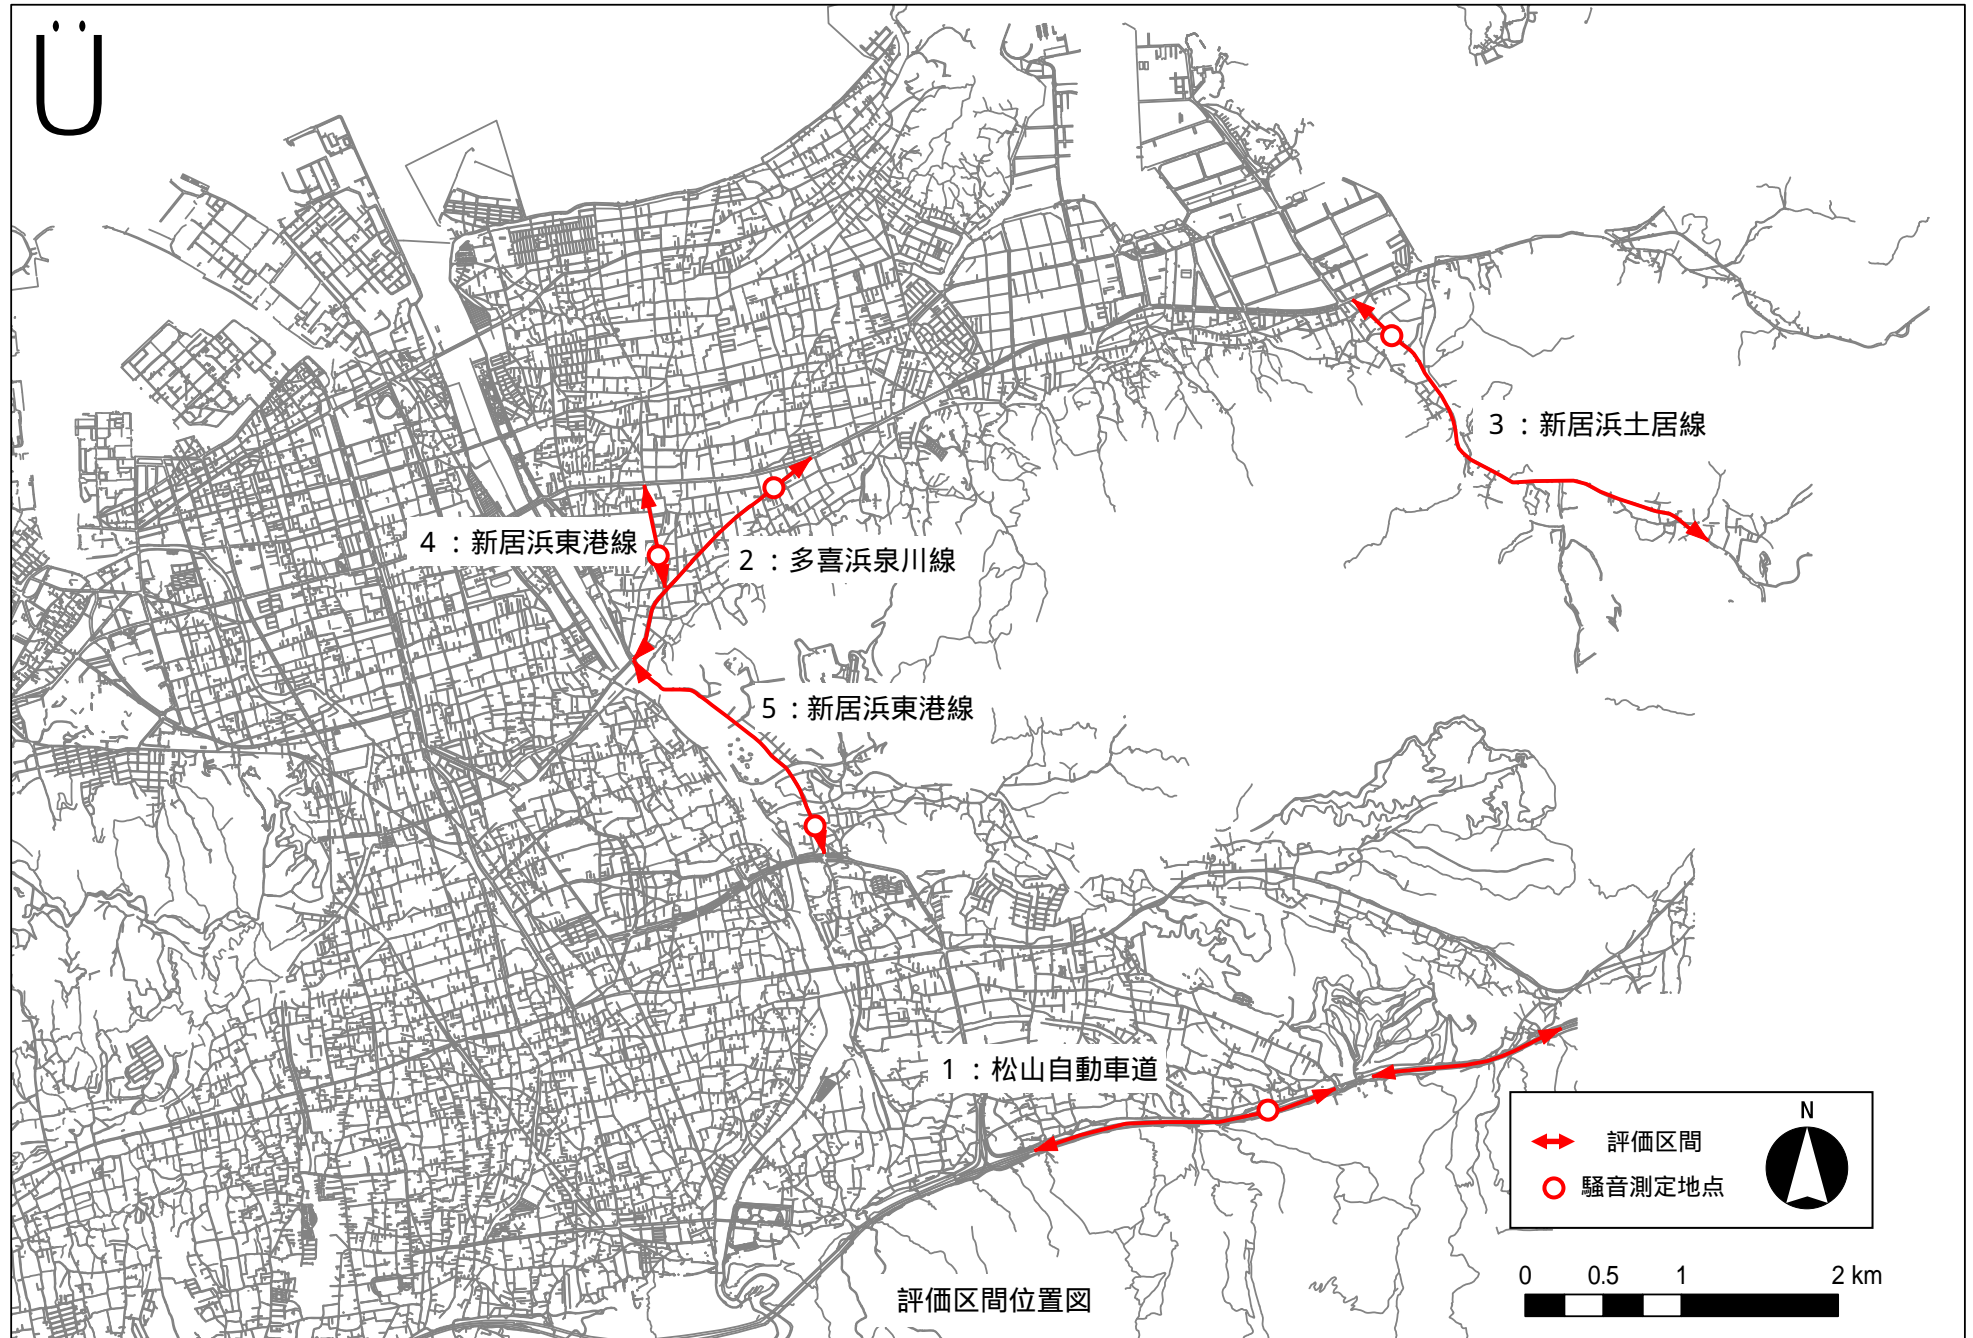 Ü
3 : 新居浜土居線
4 : 新居浜東港線
2 : 多喜浜泉川線
5 : 新居浜東港線
1 : 松山自動車道
N
評価区間
騒音測定地点
0 0.5 1 2 km
評価区間位置図